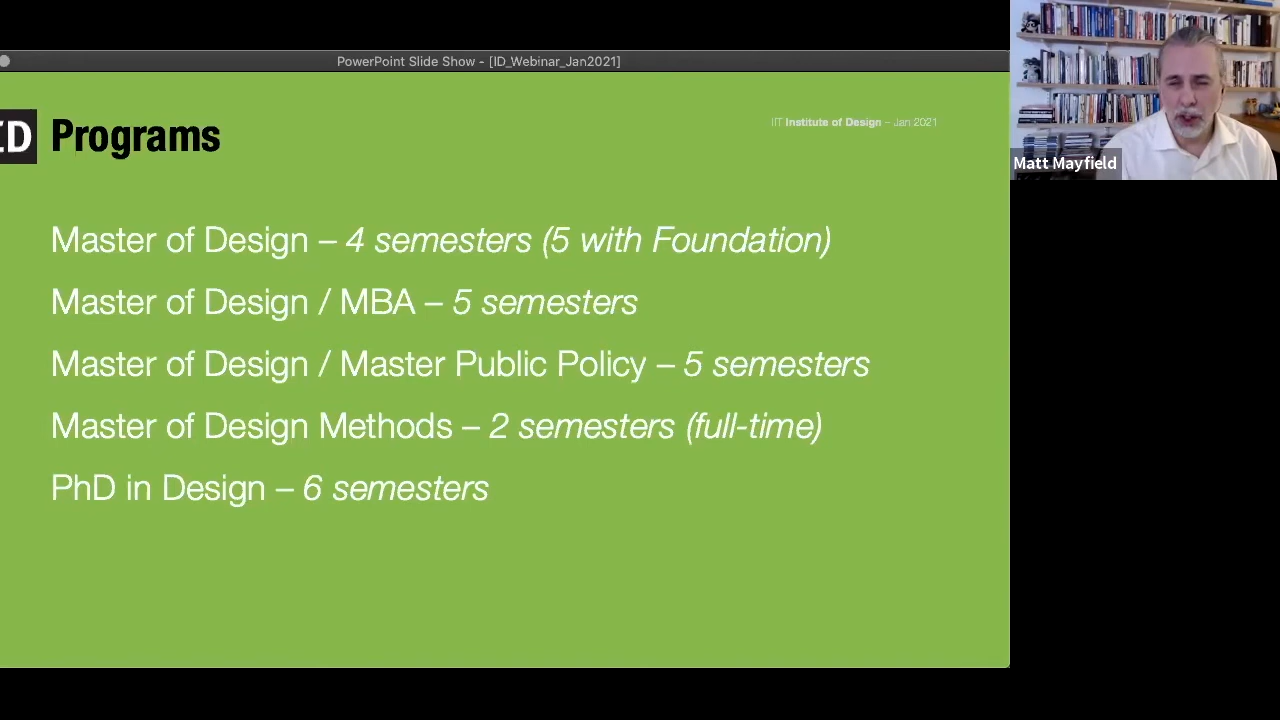 PowerPoint Slide Show - [ID_Webinar_Jan2021]
ID Programs
IIT Institute of Design – Jan 2021
Master of Design – 4 semesters (5 with Foundation)
Master of Design / MBA – 5 semesters
Master of Design / Master Public Policy – 5 semesters
Master of Design Methods – 2 semesters (full-time)
PhD in Design – 6 semesters
Matt Mayfield